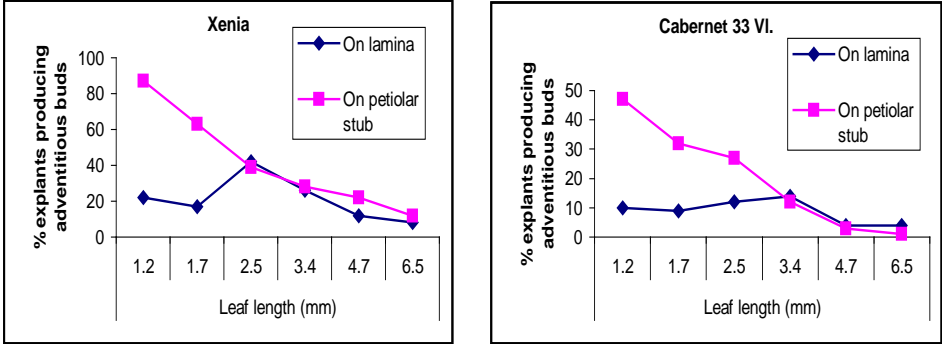 Xenia
On lamina
On petiolar
stub
% explants producing
adventitious buds
100
80
60
40
20
0
1.2 1.7 2.5 3.4 4.7 6.5
Leaf length (mm)
Cabernet 33 VI.
On lamina
On petiolar
stub
% explants producing
adventitious buds
50
40
30
20
10
0
1.2 1.7 2.5 3.4 4.7 6.5
Leaf length (mm)